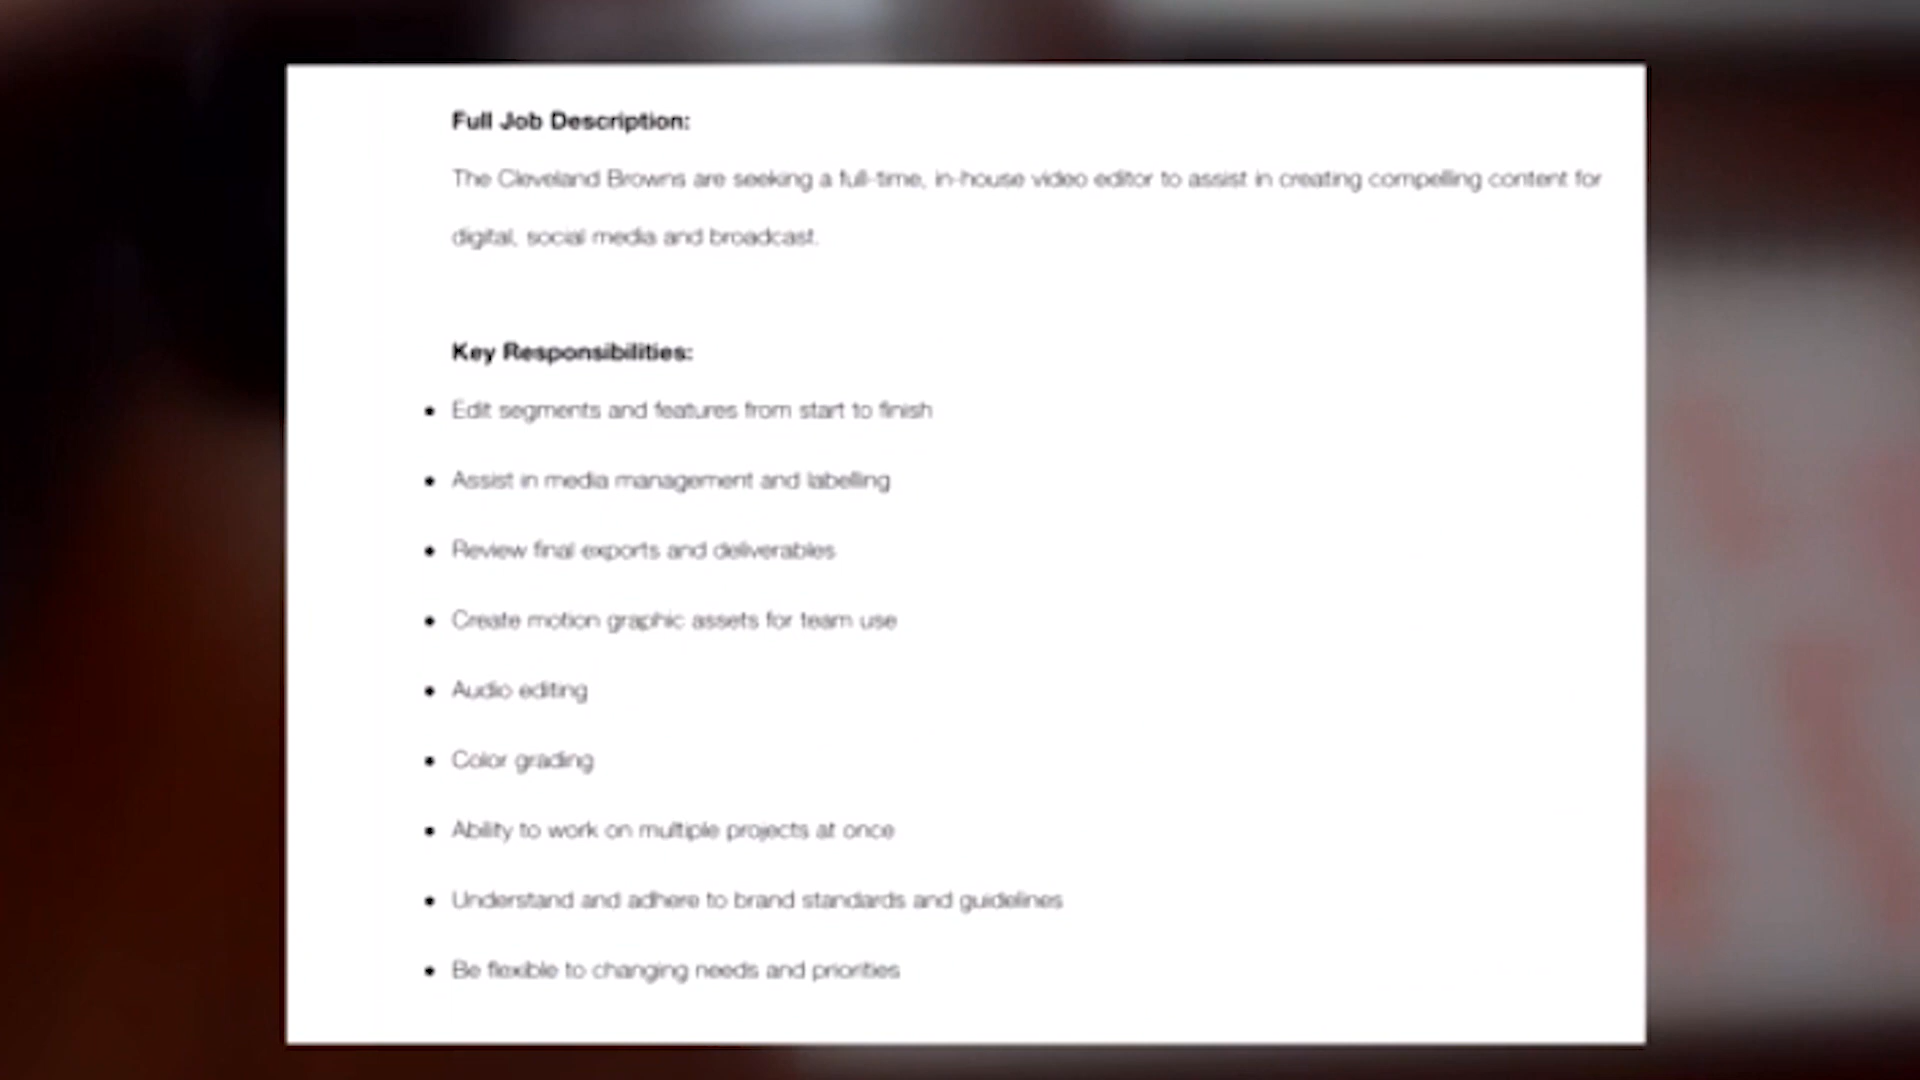 Full Job Description:
The Cleveland Browns are seeking a full-time, in-house video editor to assist in creating compelling content for
digital, social media and broadcast.
Key Responsibilities:
• Edit segments and features from start to finish
• Assist in media management and labelling
• Review final exports and deliverables
• Create motion graphic assets for team use
• Audio editing
• Color grading
• Ability to work on multiple projects at once
• Understand and adhere to brand standards and guidelines
• Be flexible to changing needs and priorities